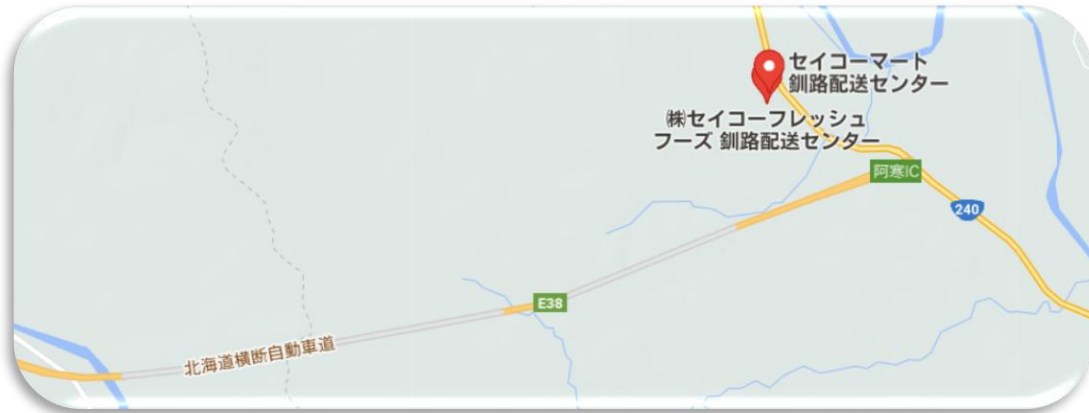 セイコーマート
釧路配送センター
㈱セイコーフレッシュ
フーズ 釧路配送センター
阿寒IC
240
E38
北海道横断自動車道